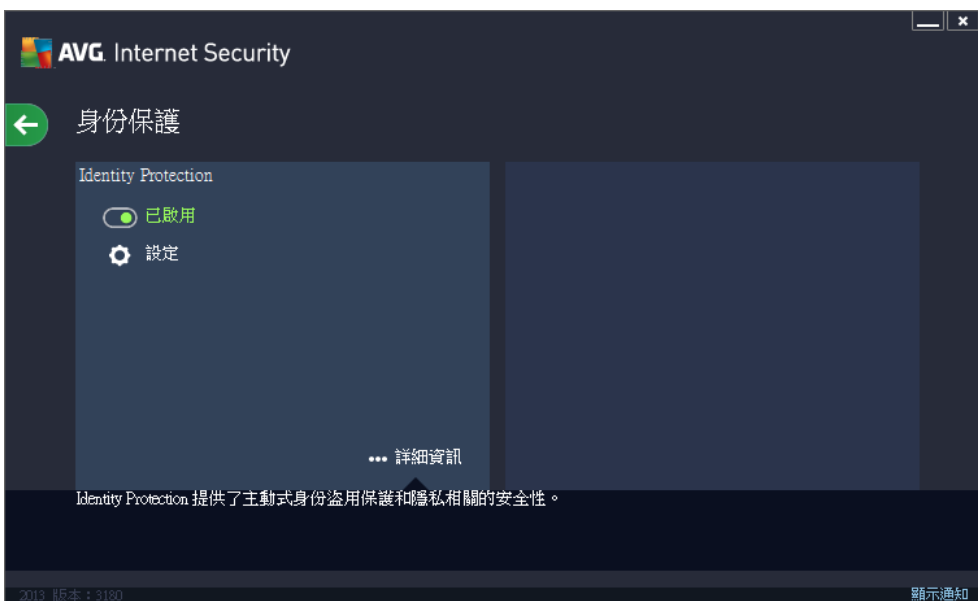 AVG. Internet Security
身份保護
Identity Protection
已啟用
設定
••• 詳細資訊
Identity Protection 提供了主動式身份盜用保護和隱私相關的安全性。
2013 版本：3180
顯示通知